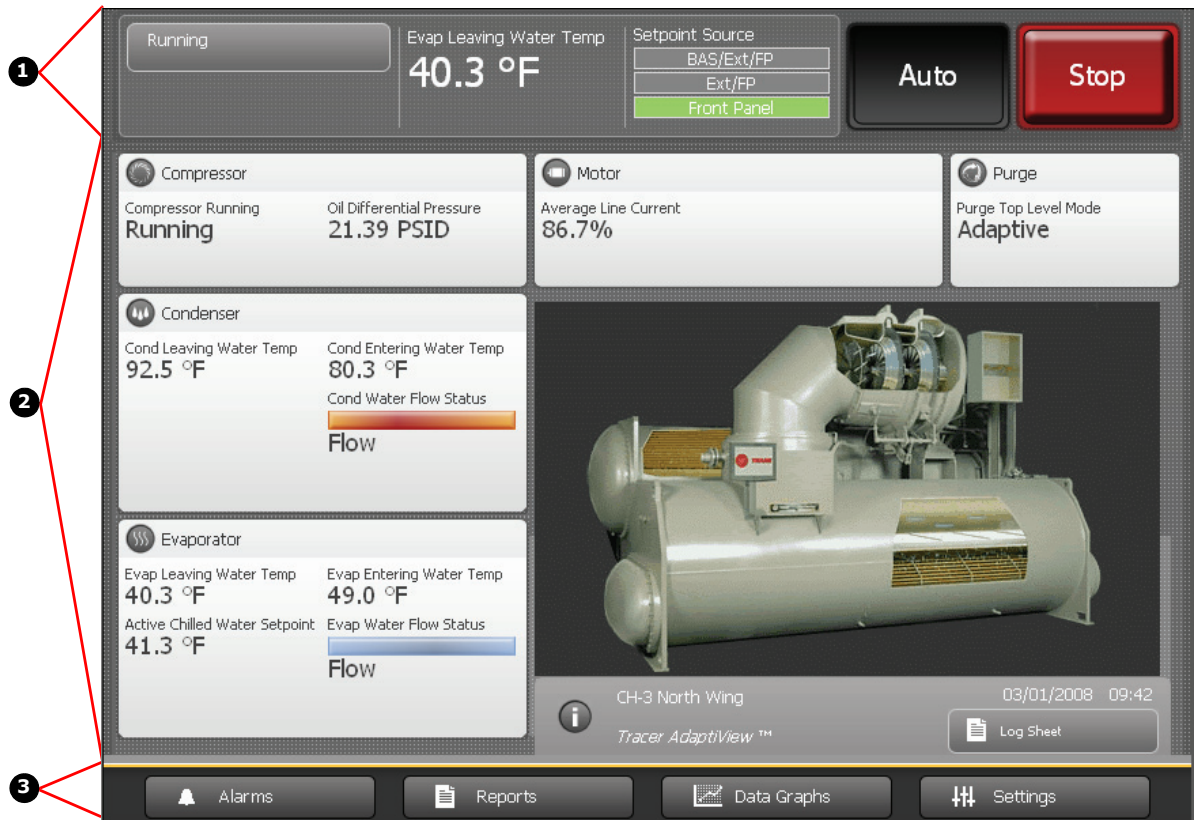 1
Running
Evap Leaving Water Temp
40.3 °F
Setpoint Source
BAS/Ext/FP
Ext/FP
Front Panel
Auto
Stop
2
Compressor
Compressor Running
Running
Oil Differential Pressure
21.39 PSID
Motor
Average Line Current
86.7%
Purge
Purge Top Level Mode
Adaptive
Condenser
Cond Leaving Water Temp
92.5 °F
Cond Entering Water Temp
80.3 °F
Cond Water Flow Status
Flow
Evaporator
Evap Leaving Water Temp
40.3 °F
Evap Entering Water Temp
49.0 °F
Active Chilled Water Setpoint
41.3 °F
Evap Water Flow Status
Flow
TRANE
CH-3 North Wing
03/01/2008 09:42
Tracer AdaptiView ™
Log Sheet
3
Alarms
Reports
Data Graphs
Settings